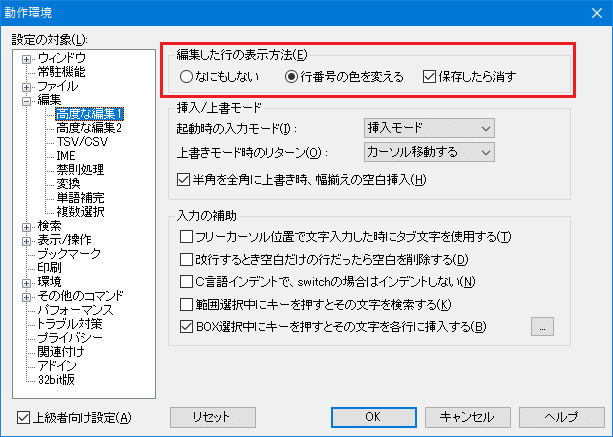 動作環境
設定の対象(L):
ウィンドウ
常駐機能
ファイル
編集
高度な編集1
高度な編集2
TSV/CSV
IME
禁則処理
変換
単語補完
複数選択
検索
表示/操作
ブックマーク
印刷
環境
その他のコマンド
パフォーマンス
トラブル対策
プライバシー
関連付け
アドイン
32bit版
上級者向け設定(A)
編集した行の表示方法(E)
なにもしない 行番号の色を変える 保存したら消す
挿入/上書モード
起動時の入力モード(I): 挿入モード
上書きモード時のリターン(O): カーソル移動する
半角を全角に上書き時、幅揃えの空白挿入(H)
入力の補助
フリーカーソル位置で文字入力した時にタブ文字を使用する(T)
改行するとき空白だけの行だったら空白を削除する(D)
C言語インデントで、switchの場合はインデントしない(N)
範囲選択中にキーを押すとその文字を検索する(K)
BOX選択中にキーを押すとその文字を各行に挿入する(B) ...
リセット OK キャンセル ヘルプ